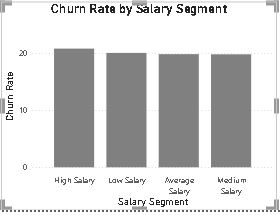 Churn Rate by Salary Segment
Churn Rate
20
10
0
High Salary
Low Salary
Average
Salary
Medium
Salary
Salary Segment